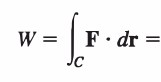 W = ∫_C F · dr =